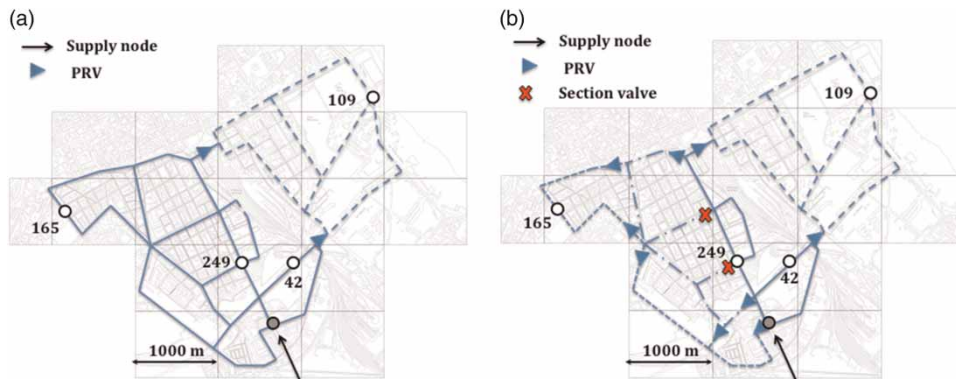 (a)
Supply node
PRV
109
165
249
42
1000 m
(b)
Supply node
PRV
Section valve
109
165
249
42
1000 m